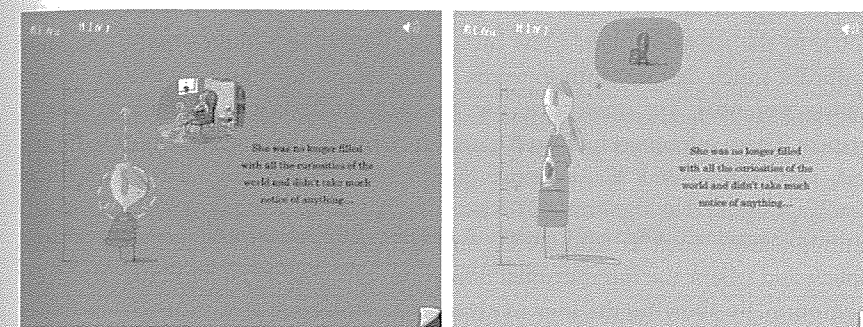 She was no longer filled
with all the curiosities of the
world and didn't take much
notice of anything...
She was no longer filled
with all the curiosities of the
world and didn't take much
notice of anything...